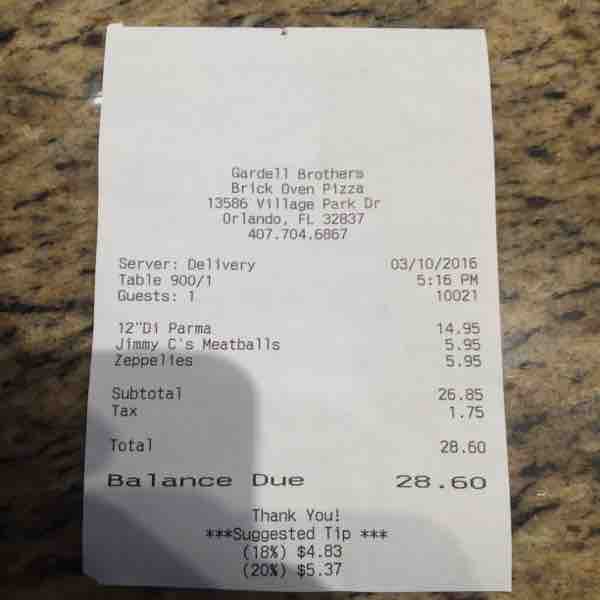 Gardell Brothers
Brick Oven Pizza
13586 Village Park Dr
Orlando, FL 32837
407.704.6867
Server: Delivery 03/10/2016
Table 900/1 5:16 PM
Guests: 1 10021
12"Di Parma 14.95
Jimmy C's Meatballs 5.95
Zeppelies 5.95
Subtotal 26.85
Tax 1.75
Total 28.60
Balance Due 28.60
Thank You!
***Suggested Tip ***
(18%) $4.83
(20%) $5.37